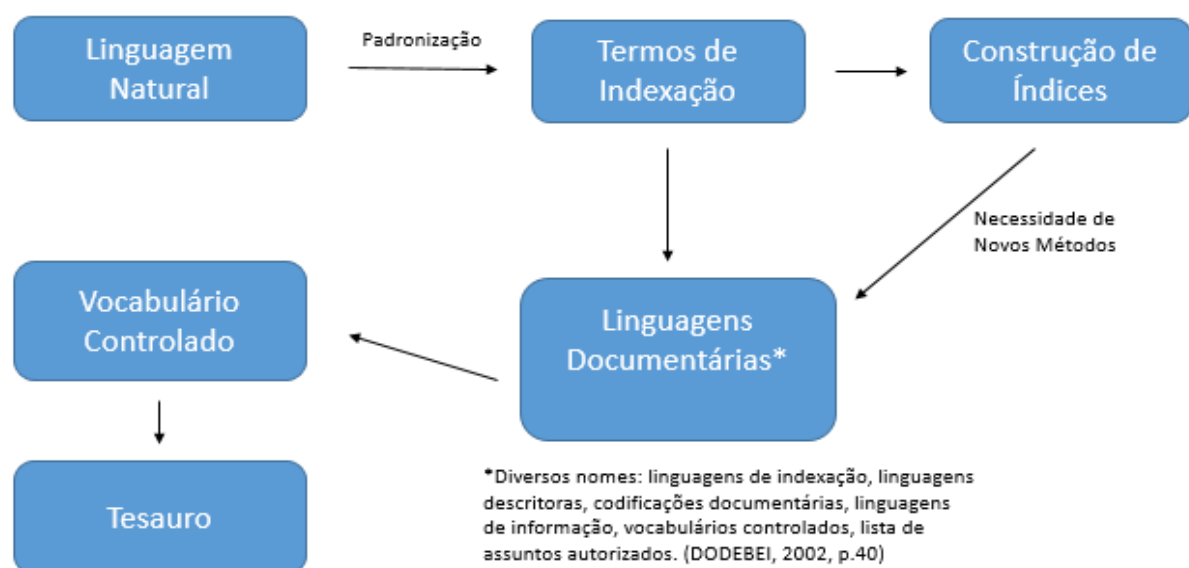 Linguagem
Natural
Padronização
Termos de
Indexação
Construção de
Índices
Necessidade de
Novos Métodos
Linguagens
Documentárias*
Vocabulário
Controlado
Tesauro
*Diversos nomes: linguagens de indexação, linguagens
descritoras, codificações documentárias, linguagens
de informação, vocabulários controlados, lista de
assuntos autorizados. (DODEBEI, 2002, p.40)